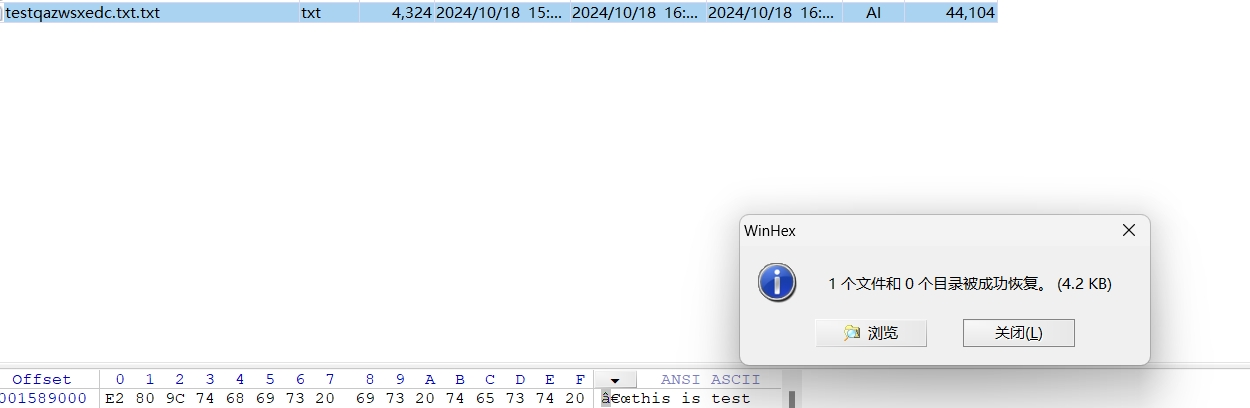 testqazwsxedc.txt.txt txt 4,324 2024/10/18 15:... 2024/10/18 16:... 2024/10/18 16:... AI 44,104
WinHex
1 个文件和 0 个目录被成功恢复。 (4.2 KB)
浏览
关闭(L)
Offset 0 1 2 3 4 5 6 7 8 9 A B C D E F ANSI ASCII
001589000 E2 80 9C 74 68 69 73 20 69 73 20 74 65 73 74 20 “this is test